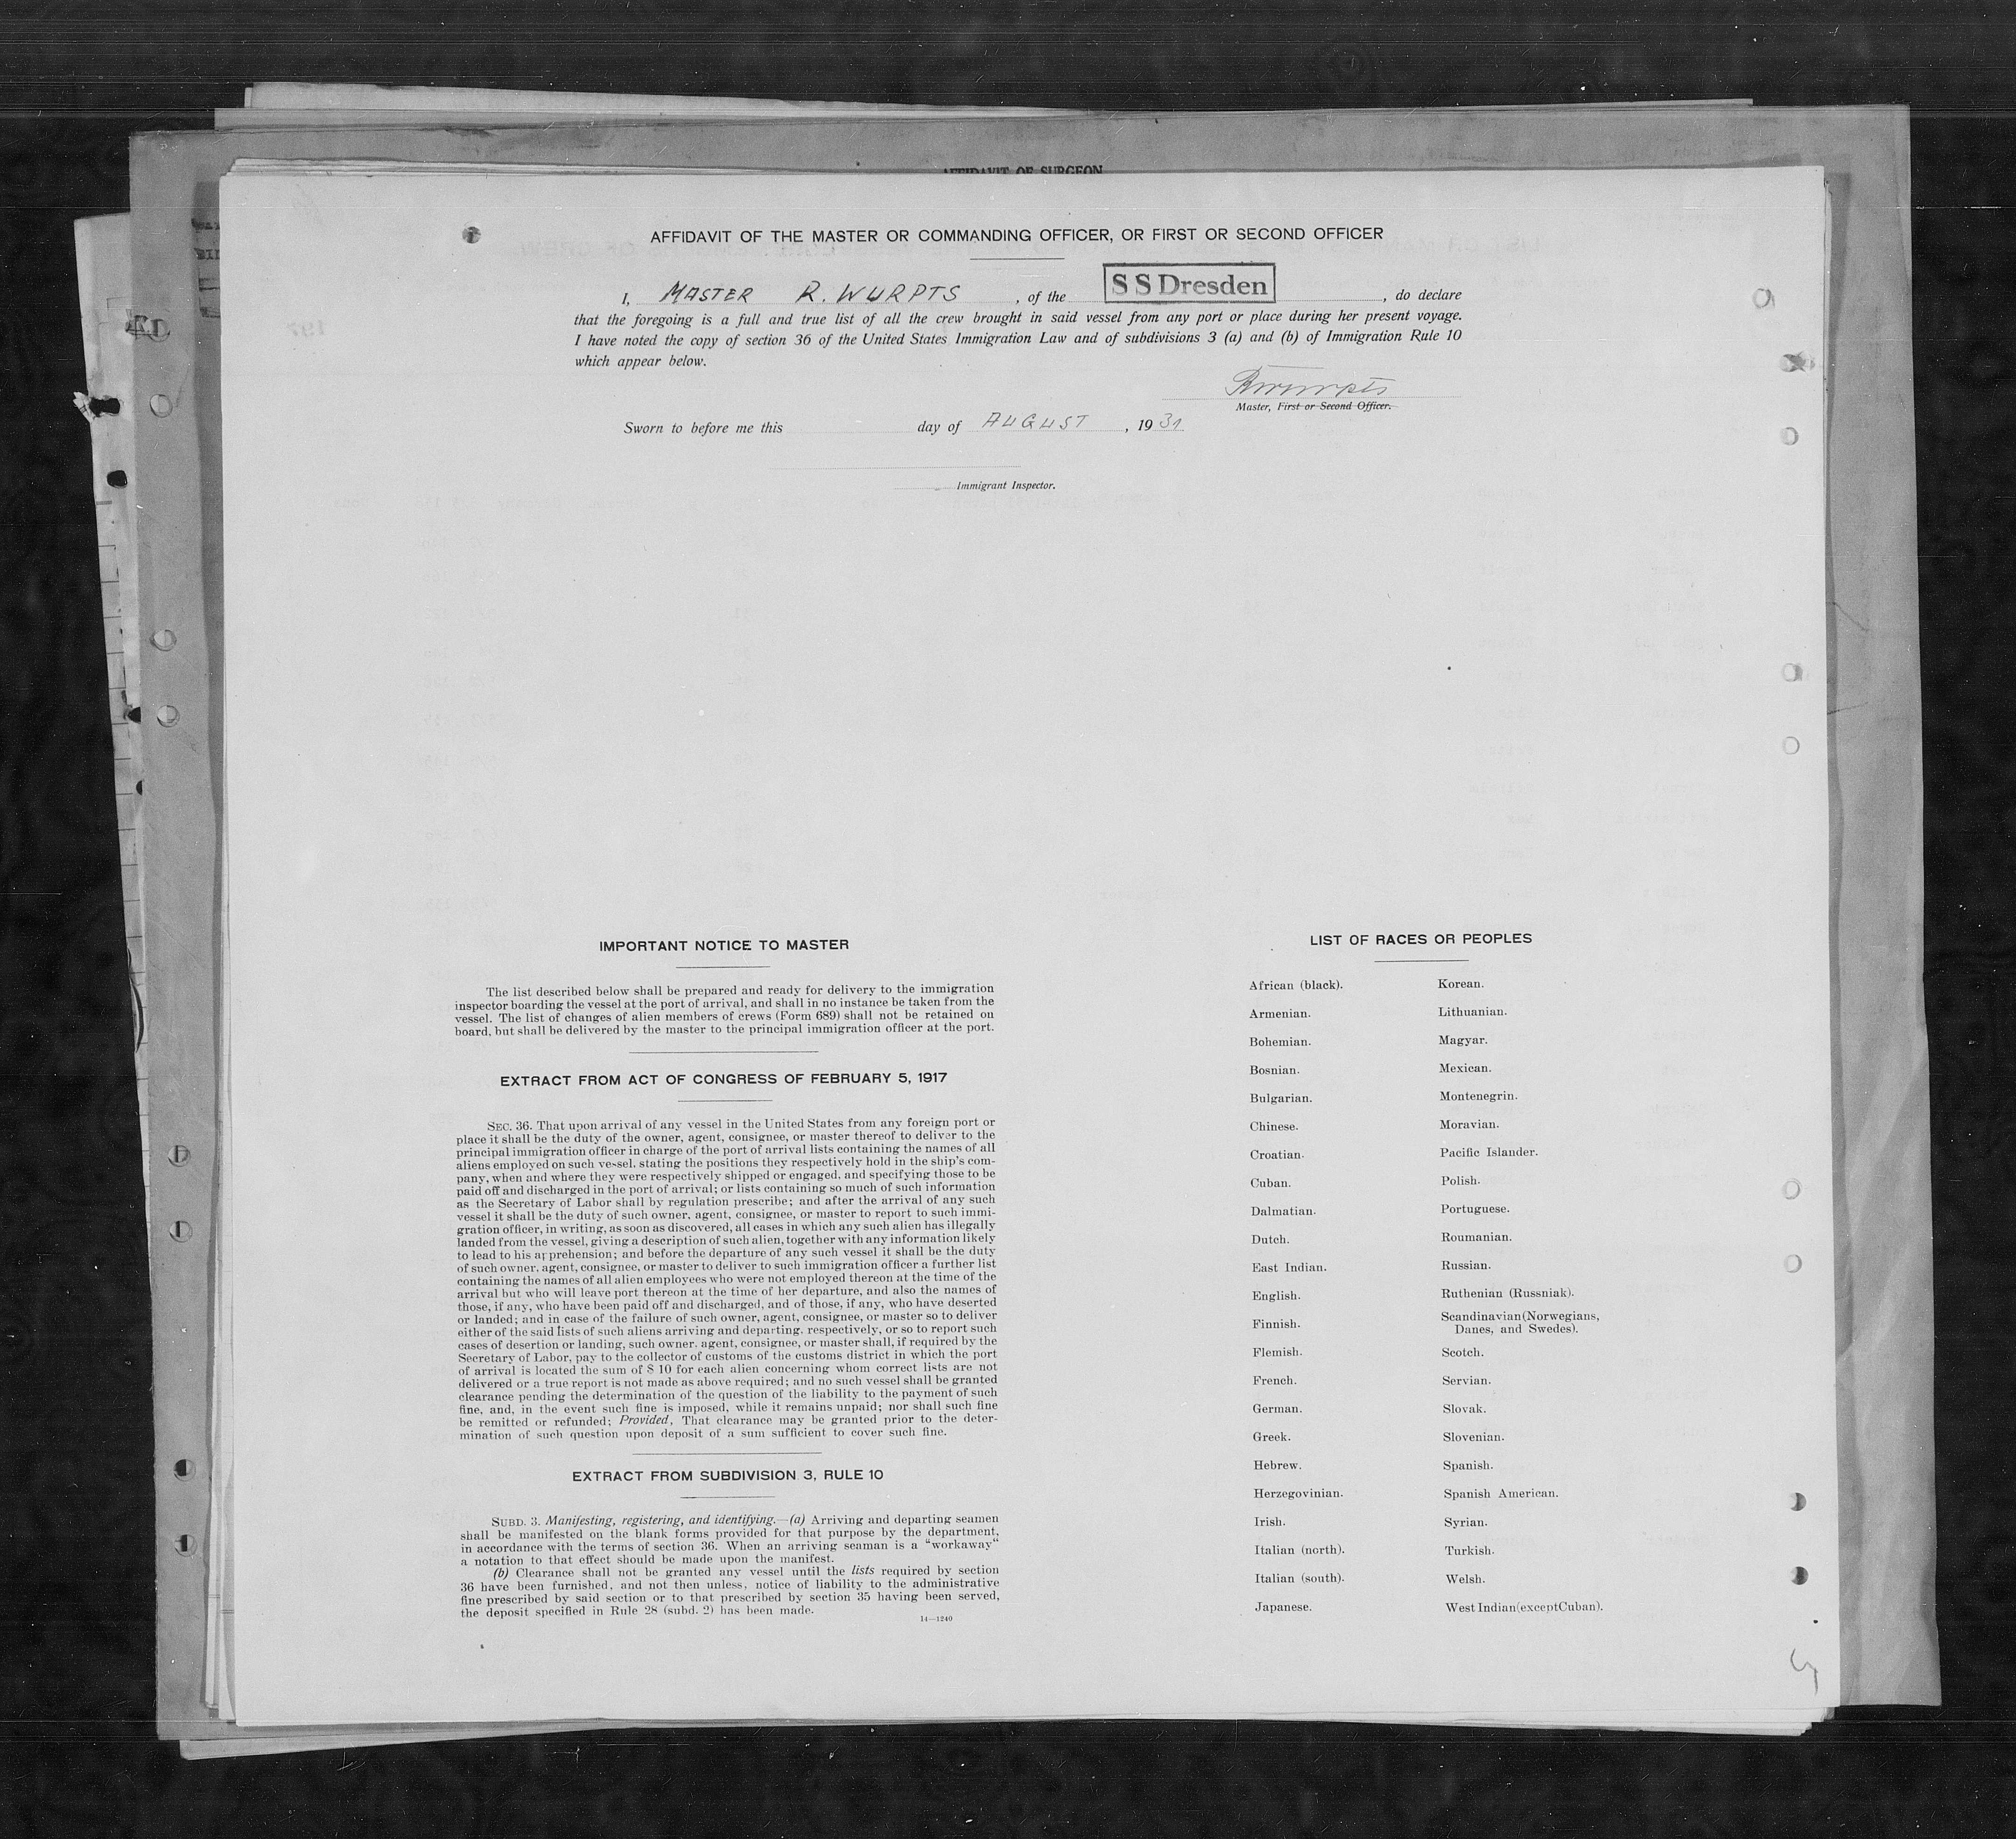 AFFIDAVIT OF SURGEON
AFFIDAVIT OF THE MASTER OR COMMANDING OFFICER, OR FIRST OR SECOND OFFICER
I, MASTER R. WURPTS, of the SS Dresden, do declare
that the foregoing is a full and true list of all the crew brought in said vessel from any port or place during her present voyage.
I have noted the copy of section 36 of the United States Immigration Law and of subdivisions 3 (a) and (b) of Immigration Rule 10
which appear below.
RWurpts
Master, First or Second Officer.
Sworn to before me this day of AUGUST, 1931
Immigrant Inspector.
IMPORTANT NOTICE TO MASTER
The list described below shall be prepared and ready for delivery to the immigration
inspector boarding the vessel at the port of arrival, and shall in no instance be taken from the
vessel. The list of changes of alien members of crews (Form 689) shall not be retained on
board, but shall be delivered by the master to the principal immigration officer at the port.
EXTRACT FROM ACT OF CONGRESS OF FEBRUARY 5, 1917
SEC. 36. That upon arrival of any vessel in the United States from any foreign port or
place it shall be the duty of the owner, agent, consignee, or master thereof to deliver to the
principal immigration officer in charge of the port of arrival lists containing the names of all
aliens employed on such vessel, stating the positions they respectively hold in the ship's com-
pany, when and where they were respectively shipped or engaged, and specifying those to be
paid off and discharged in the port of arrival; or lists containing so much of such information
as the Secretary of Labor shall by regulation prescribe; and after the arrival of any such
vessel it shall be the duty of such owner, agent, consignee, or master to report to such immi-
gration officer, in writing, as soon as discovered, all cases in which any such alien has illegally
landed from the vessel, giving a description of such alien, together with any information likely
to lead to his apprehension; and before the departure of any such vessel it shall be the duty
of such owner, agent, consignee, or master to deliver to such immigration officer a further list
containing the names of all alien employees who were not employed thereon at the time of the
arrival but who will leave port thereon at the time of her departure, and also the names of
those, if any, who have been paid off and discharged, and of those, if any, who have deserted
or landed; and in case of the failure of such owner, agent, consignee, or master so to deliver
either of the said lists of such aliens arriving and departing, respectively, or so to report such
cases of desertion or landing, such owner, agent, consignee, or master shall, if required by the
Secretary of Labor, pay to the collector of customs of the customs district in which the port
of arrival is located the sum of $ 10 for each alien concerning whom correct lists are not
delivered or a true report is not made as above required; and no such vessel shall be granted
clearance pending the determination of the question of the liability to the payment of such
fine, and, in the event such fine is imposed, while it remains unpaid; nor shall such fine
be remitted or refunded; Provided, That clearance may be granted prior to the deter-
mination of such question upon deposit of a sum sufficient to cover such fine.
EXTRACT FROM SUBDIVISION 3, RULE 10
SUBD. 3. Manifesting, registering, and identifying.—(a) Arriving and departing seamen
shall be manifested on the blank forms provided for that purpose by the department,
in accordance with the terms of section 36. When an arriving seaman is a "workaway"
a notation to that effect should be made upon the manifest.
(b) Clearance shall not be granted any vessel until the lists required by section
36 have been furnished, and not then unless, notice of liability to the administrative
fine prescribed by said section or to that prescribed by section 35 having been served,
the deposit specified in Rule 28 (subd. 2) has been made.
14—1240
LIST OF RACES OR PEOPLES
African (black).
Armenian.
Bohemian.
Bosnian.
Bulgarian.
Chinese.
Croatian.
Cuban.
Dalmatian.
Dutch.
East Indian.
English.
Finnish.
Flemish.
French.
German.
Greek.
Hebrew.
Herzegovinian.
Irish.
Italian (north).
Italian (south).
Japanese.
Korean.
Lithuanian.
Magyar.
Mexican.
Montenegrin.
Moravian.
Pacific Islander.
Polish.
Portuguese.
Roumanian.
Russian.
Ruthenian (Russniak).
Scandinavian (Norwegians,
Danes, and Swedes).
Scotch.
Servian.
Slovak.
Slovenian.
Spanish.
Spanish American.
Syrian.
Turkish.
Welsh.
West Indian (except Cuban).